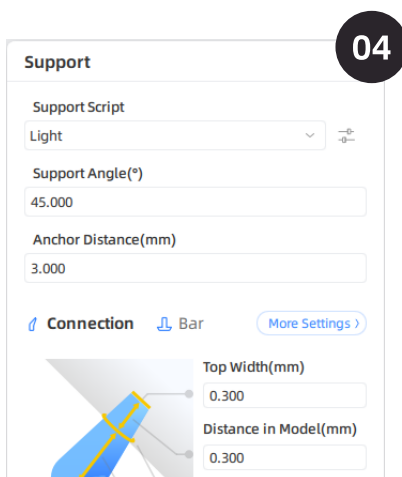 04
Support
Support Script
Light
Support Angle(°)
45.000
Anchor Distance(mm)
3.000
Connection Bar More Settings >
Top Width(mm)
0.300
Distance in Model(mm)
0.300